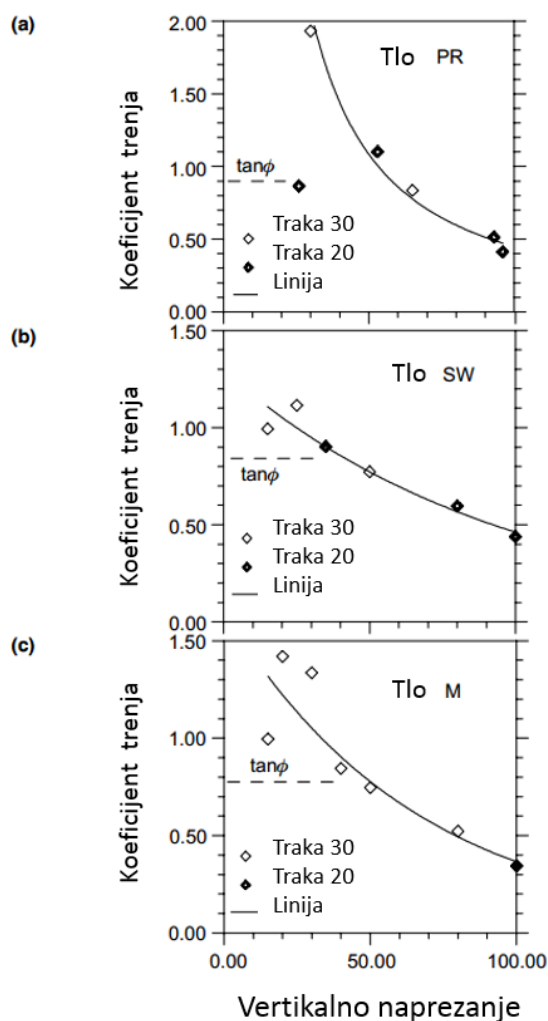 (a)
Koeficijent trenja
2.00
1.50
1.00
0.50
0.00
Tlo PR
tanϕ
Traka 30
Traka 20
Linija
(b)
Koeficijent trenja
1.50
1.00
0.50
0.00
Tlo SW
tanϕ
Traka 30
Traka 20
Linija
(c)
Koeficijent trenja
1.50
1.00
0.50
0.00
Tlo M
tanϕ
Traka 30
Traka 20
Linija
0.00 50.00 100.00
Vertikalno naprezanje